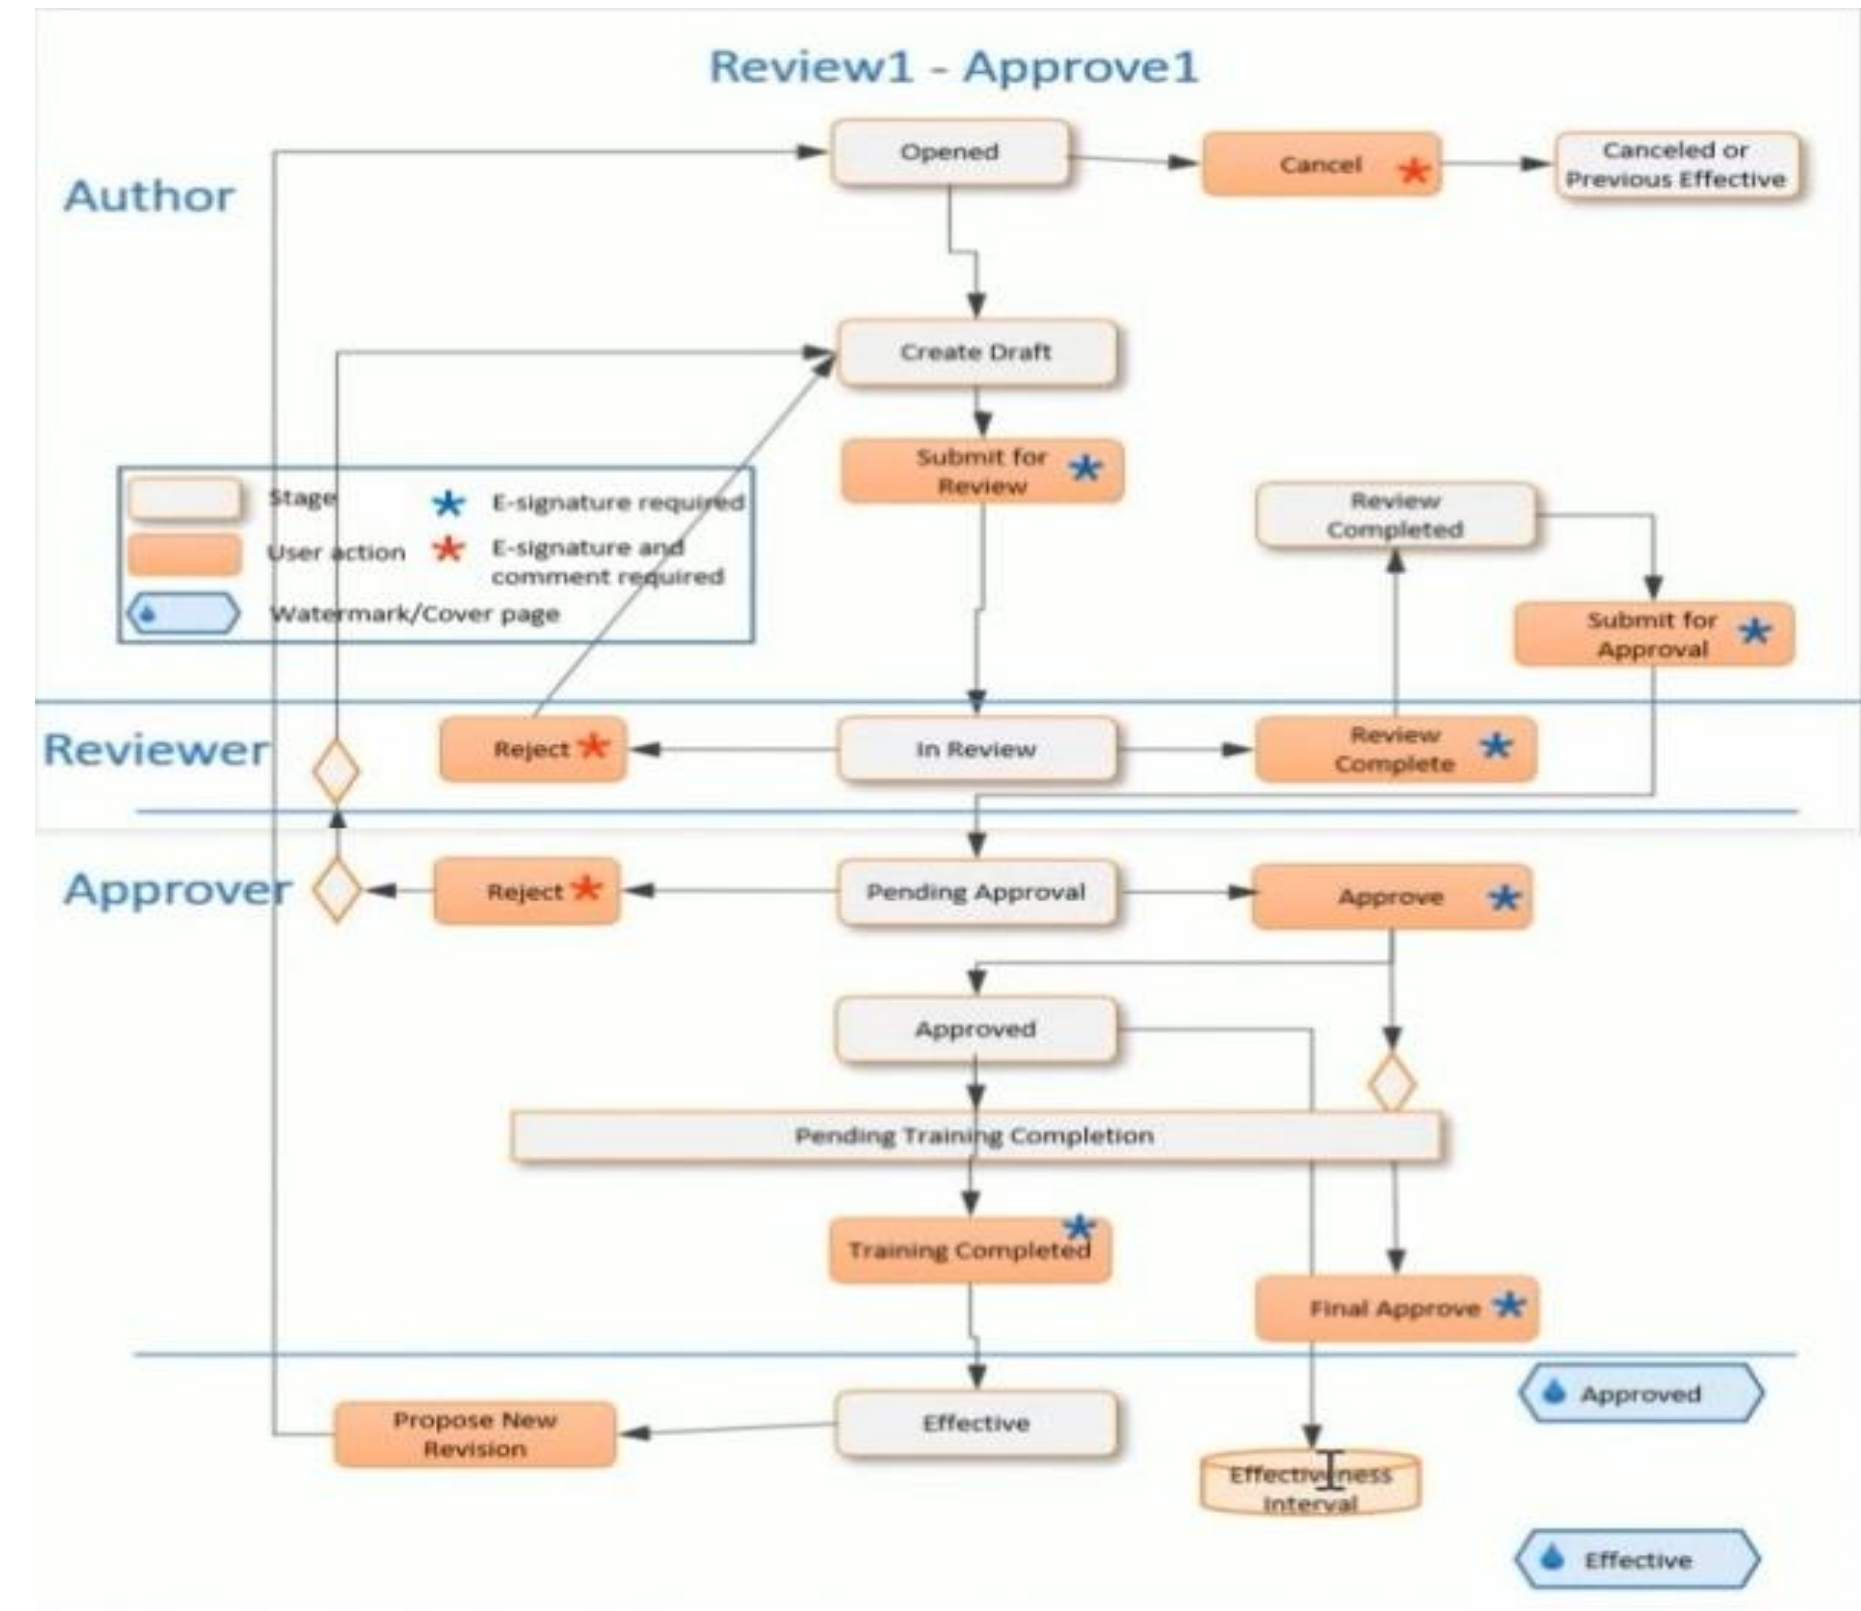 Review1 - Approve1
Author
Opened
Cancel
Canceled or
Previous Effective
Create Draft
Submit for
Review
Stage
E-signature required
User action
E-signature and
comment required
Watermark/Cover page
Review
Completed
Submit for
Approval
Reviewer
Reject
In Review
Review
Complete
Approver
Reject
Pending Approval
Approve
Approved
Pending Training Completion
Training Completed
Final Approve
Approved
Propose New
Revision
Effective
Effectiveness
Interval
Effective